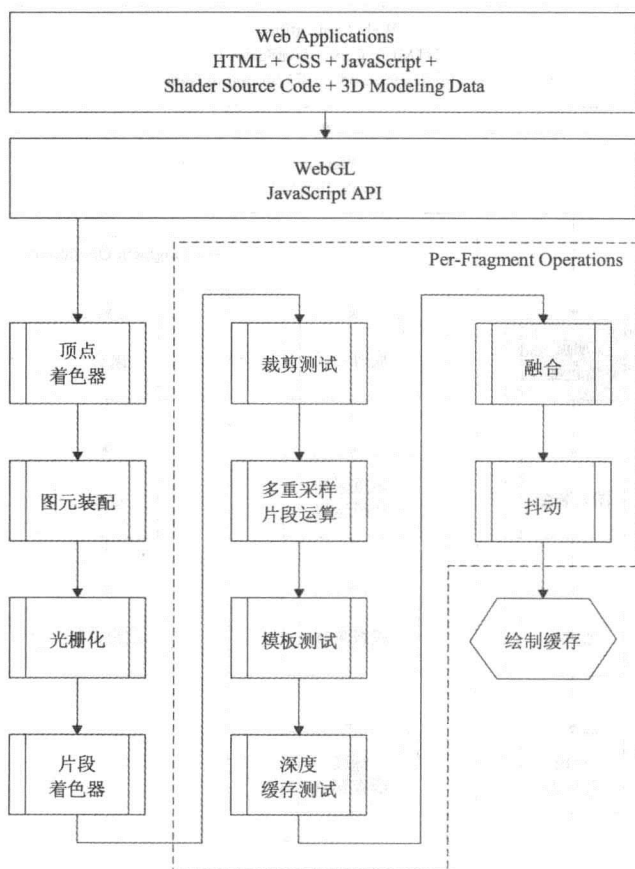 Web Applications
HTML + CSS + JavaScript +
Shader Source Code + 3D Modeling Data
WebGL
JavaScript API
Per-Fragment Operations
顶点
着色器
图元装配
光栅化
片段
着色器
裁剪测试
多重采样
片段运算
模板测试
深度
缓存测试
融合
抖动
绘制缓存